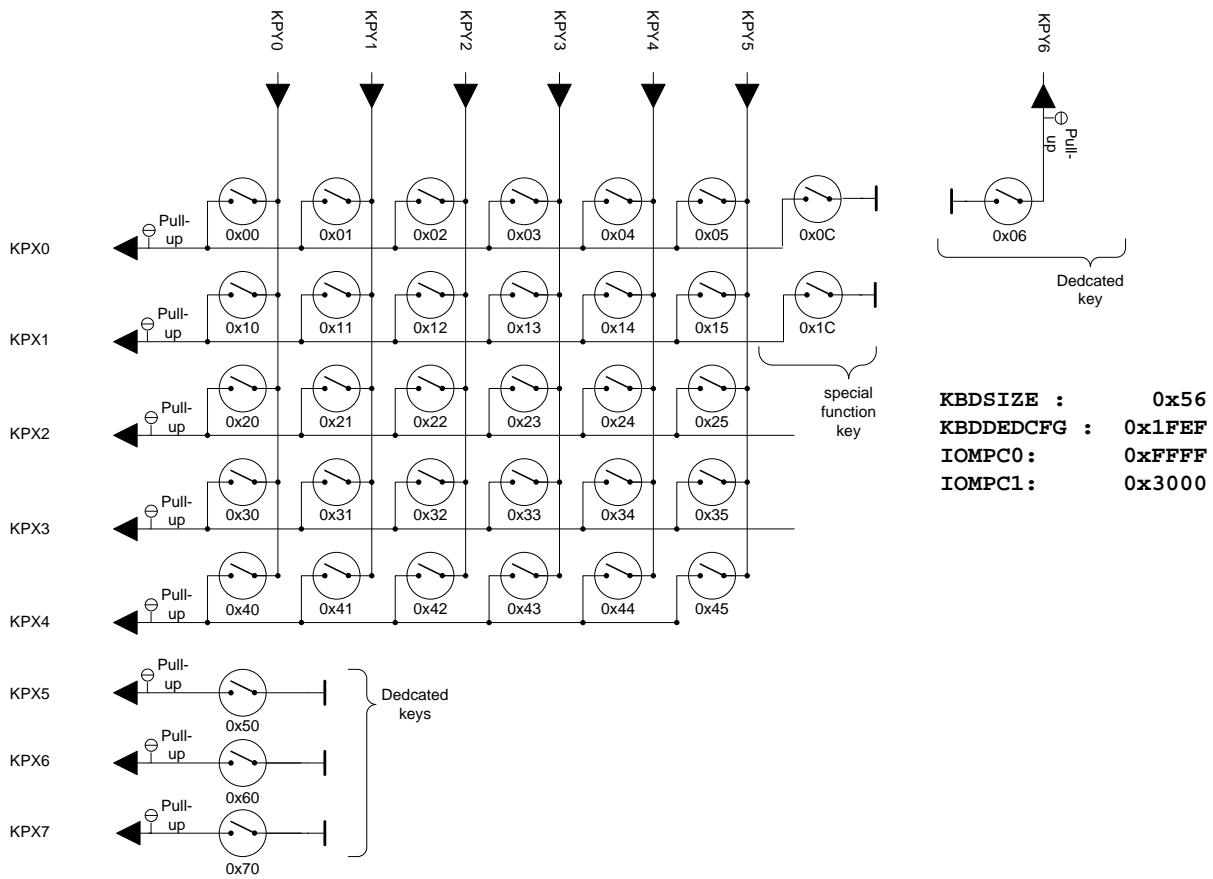 KPY0 KPY1 KPY2 KPY3 KPY4 KPY5 KPY6
Pull-
up
0x00 0x01 0x02 0x03 0x04 0x05 0x0C
KPX0
Pull-
up
0x06
Dedcated
key
0x10 0x11 0x12 0x13 0x14 0x15 0x1C
Pull-
up
KPX1
special
function
key
0x20 0x21 0x22 0x23 0x24 0x25
Pull-
up
KPX2
KBDSIZE : 0x56
KBDDEDCFG : 0x1FEF
IOMPC0: 0xFFFF
IOMPC1: 0x3000
0x30 0x31 0x32 0x33 0x34 0x35
Pull-
up
KPX3
0x40 0x41 0x42 0x43 0x44 0x45
Pull-
up
KPX4
Pull-
up
KPX5
0x50
Dedcated
keys
Pull-
up
KPX6
0x60
Pull-
up
KPX7
0x70